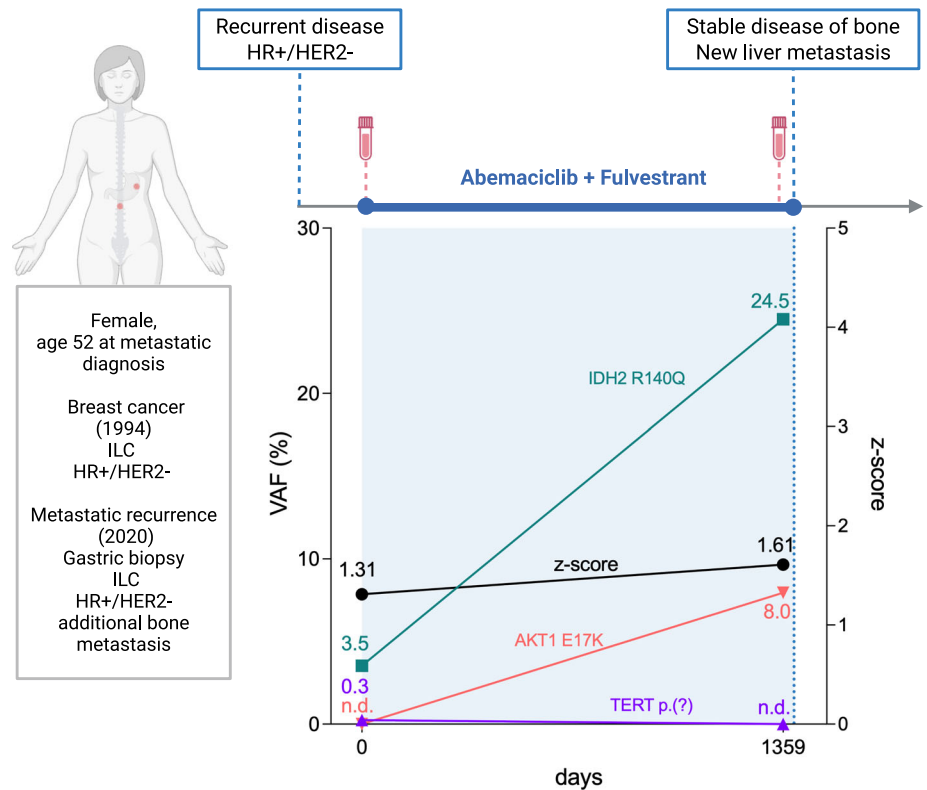 Recurrent disease
HR+/HER2-
Stable disease of bone
New liver metastasis
Abemaciclib + Fulvestrant
Female,
age 52 at metastatic
diagnosis
Breast cancer
(1994)
ILC
HR+/HER2-
Metastatic recurrence
(2020)
Gastric biopsy
ILC
HR+/HER2-
additional bone
metastasis
30
20
10
0
VAF (%)
5
4
3
2
1
0
z-score
24.5
IDH2 R140Q
1.31
z-score
1.61
3.5
AKT1 E17K
8.0
0.3
n.d.
TERT p.(?)
n.d.
0
1359
days